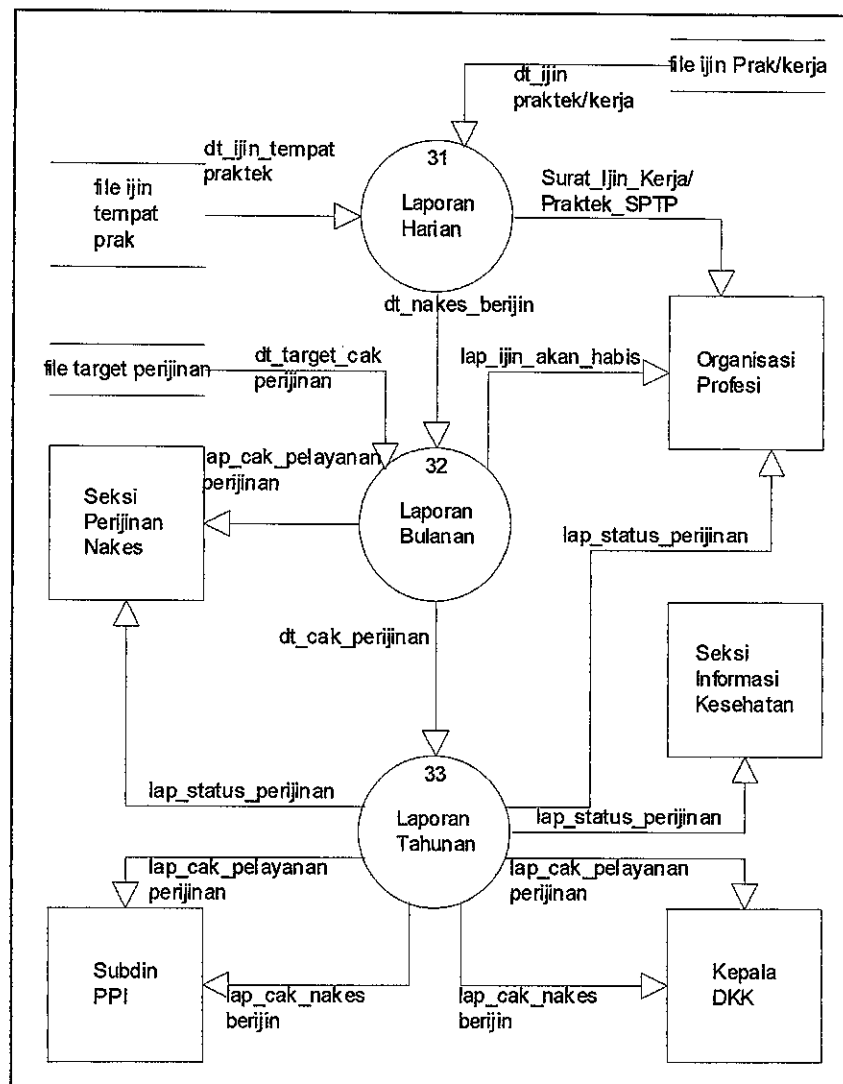 file ijin Prak/kerja
dt_ijin
praktek/kerja
dt_ijin_tempat
praktek
file ijin
tempat
prak
31
Laporan
Harian
Surat_Ijin_Kerja/
Praktek_SPTP
dt_nakes_berijin
file target perijinan
dt_target_cak
perijinan
lap_ijin_akan_habis
Organisasi
Profesi
lap_cak_pelayanan
perijinan
Seksi
Perijinan
Nakes
32
Laporan
Bulanan
lap_status_perijinan
dt_cak_perijinan
Seksi
Informasi
Kesehatan
33
Laporan
Tahunan
lap_status_perijinan
lap_status_perijinan
lap_cak_pelayanan
perijinan
lap_cak_pelayanan
perijinan
Subdin
PPI
lap_cak_nakes
berijin
lap_cak_nakes
berijin
Kepala
DKK